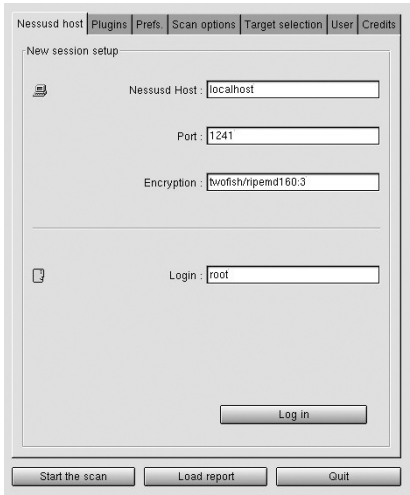 Nessusd host Plugins Prefs. Scan options Target selection User Credits
New session setup
Nessusd Host : localhost
Port : 1241
Encryption : twofish/ripemd160:3
Login : root
Log in
Start the scan Load report Quit